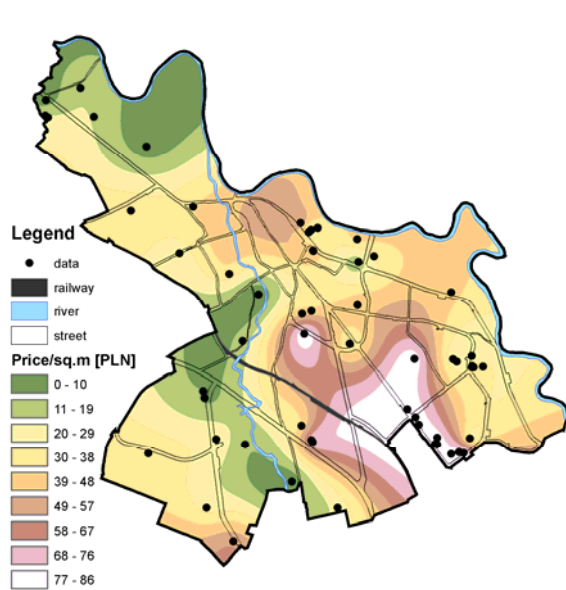 Legend
data
railway
river
street
Price/sq.m [PLN]
0 - 10
11 - 19
20 - 29
30 - 38
39 - 48
49 - 57
58 - 67
68 - 76
77 - 86